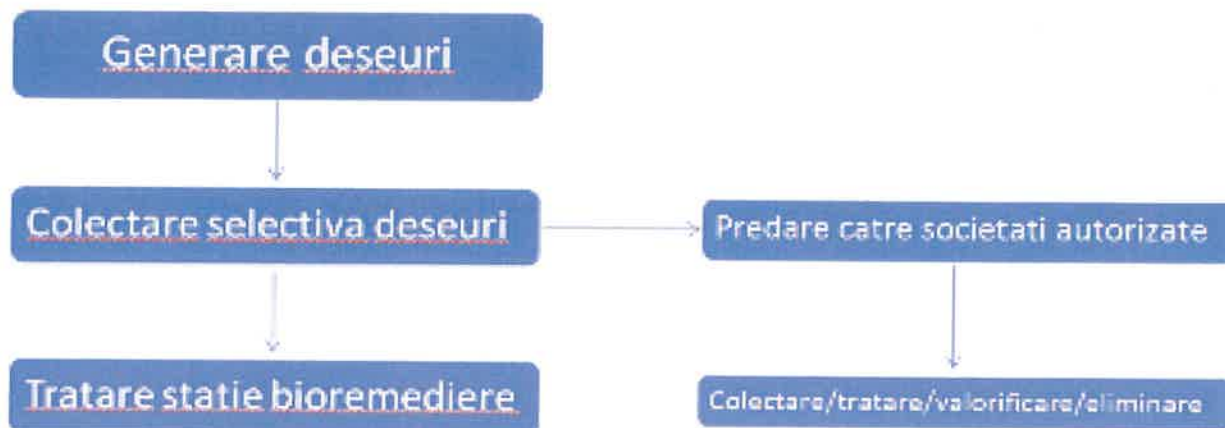 Generare deseuri
Colectare selectiva deseuri
Predare catre societati autorizate
Tratare statie bioremediere
Colectare/tratare/valorificare/eliminare